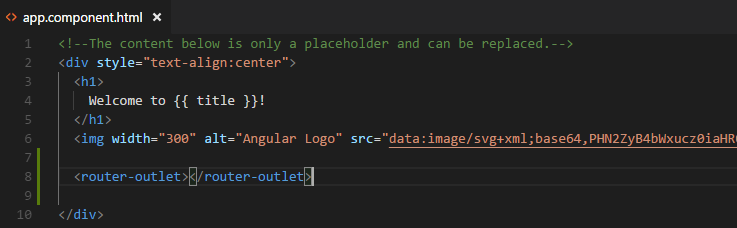 <> app.component.html ×
1 <!--The content below is only a placeholder and can be replaced.-->
2 <div style="text-align:center">
3 <h1>
4 Welcome to {{ title }}!
5 </h1>
6 <img width="300" alt="Angular Logo" src="data:image/svg+xml;base64,PHN2ZyB4bWxucz0iaHR
7
8 <router-outlet></router-outlet>
9
10 </div>